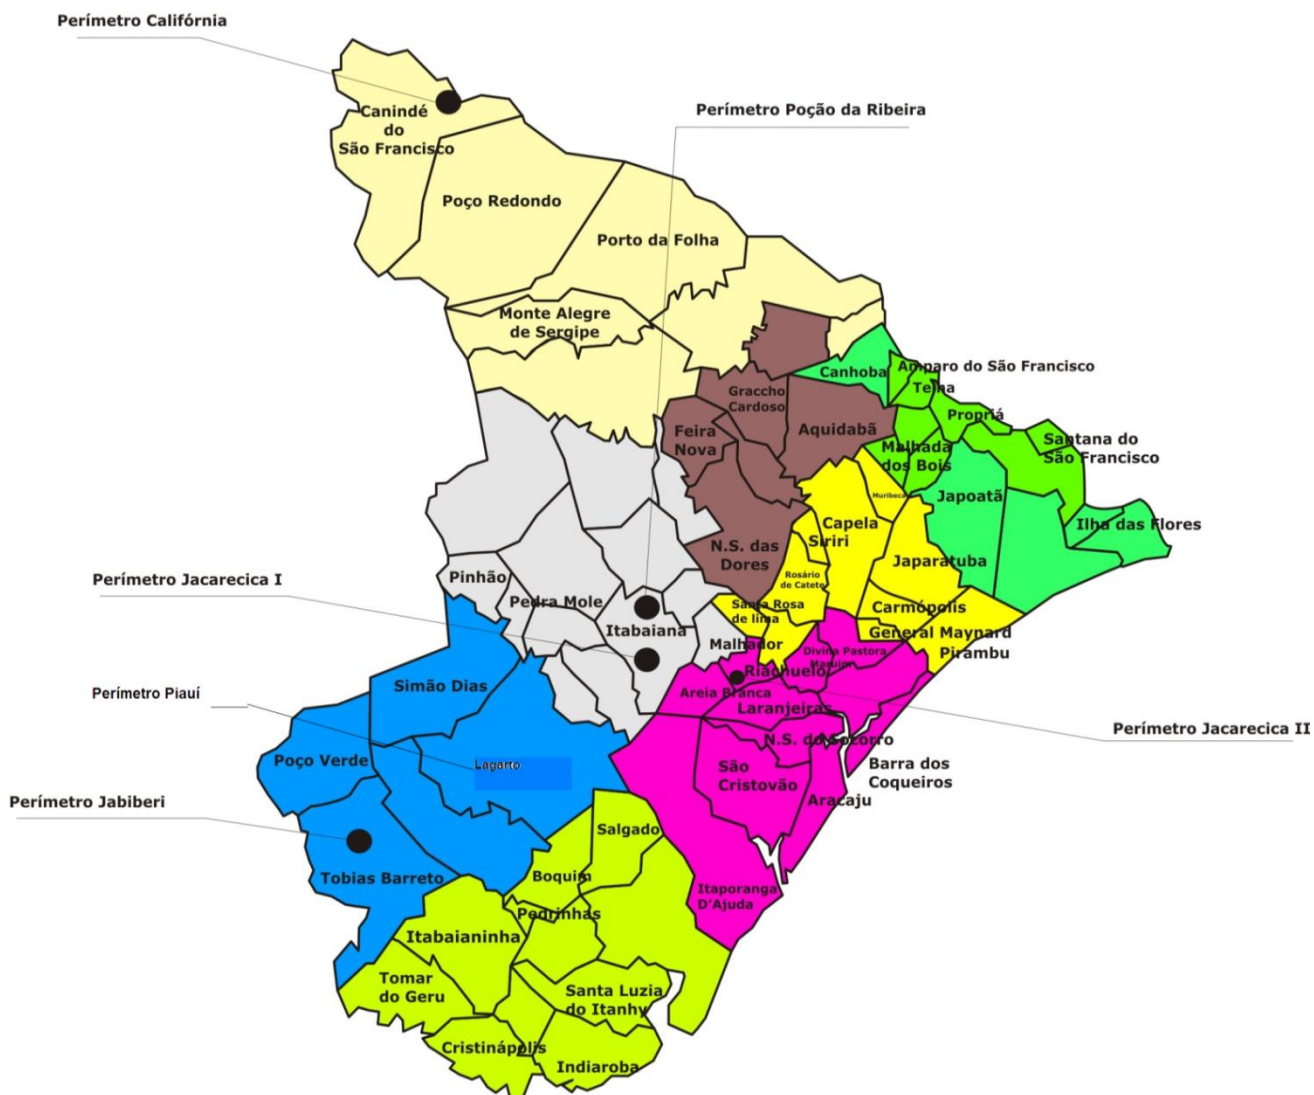 Perímetro Califórnia
Canindé
do
São Francisco
Perímetro Poção da Ribeira
Poço Redondo
Porto da Folha
Monte Alegre
de Sergipe
Canhoba
Amparo do São Francisco
Telha
Graccho
Cardoso
Propriá
Feira
Nova
Aquidabã
Malhada
dos Bois
Santana do
São Francisco
Muribeca
Japoatã
Capela
Siriri
Ilha das Flores
N.S. das
Dores
Japaratuba
Perímetro Jacarecica I
Pinhão
Rosário
de Catete
Pedra Mole
Santa Rosa
de lima
Carmópolis
Itabaiana
General Maynard
Malhador
Divina Pastora
Pirambu
Maruim
Riachuelo
Simão Dias
Areia Branca
Perímetro Piauí
Laranjeiras
Perímetro Jacarecica II
N.S. do Socorro
Poço Verde
Lagarto
São
Cristovão
Barra dos
Coqueiros
Perímetro Jabiberi
Aracaju
Salgado
Tobias Barreto
Boquim
Itaporanga
D'Ajuda
Pedrinhas
Itabaianinha
Tomar
do Geru
Santa Luzia
do Itanhy
Cristinápolis
Indiaroba